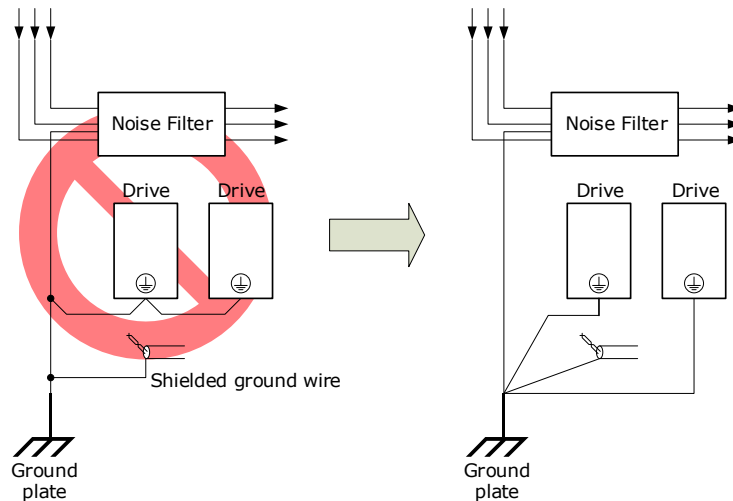 Noise Filter
Drive
Drive
Shielded ground wire
Ground
plate
Noise Filter
Drive
Drive
Ground
plate